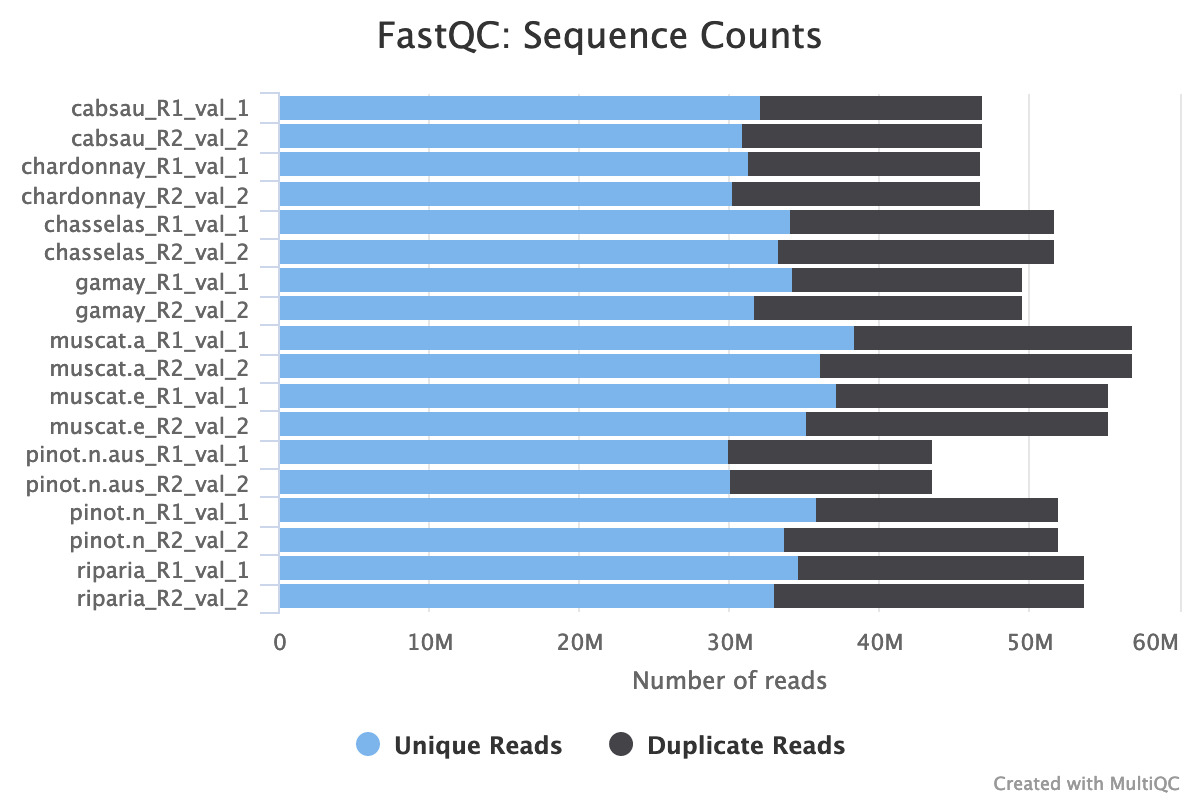 FastQC: Sequence Counts
cabsau_R1_val_1
cabsau_R2_val_2
chardonnay_R1_val_1
chardonnay_R2_val_2
chasselas_R1_val_1
chasselas_R2_val_2
gamay_R1_val_1
gamay_R2_val_2
muscat.a_R1_val_1
muscat.a_R2_val_2
muscat.e_R1_val_1
muscat.e_R2_val_2
pinot.n.aus_R1_val_1
pinot.n.aus_R2_val_2
pinot.n_R1_val_1
pinot.n_R2_val_2
riparia_R1_val_1
riparia_R2_val_2
0 10M 20M 30M 40M 50M 60M
Number of reads
Unique Reads Duplicate Reads
Created with MultiQC